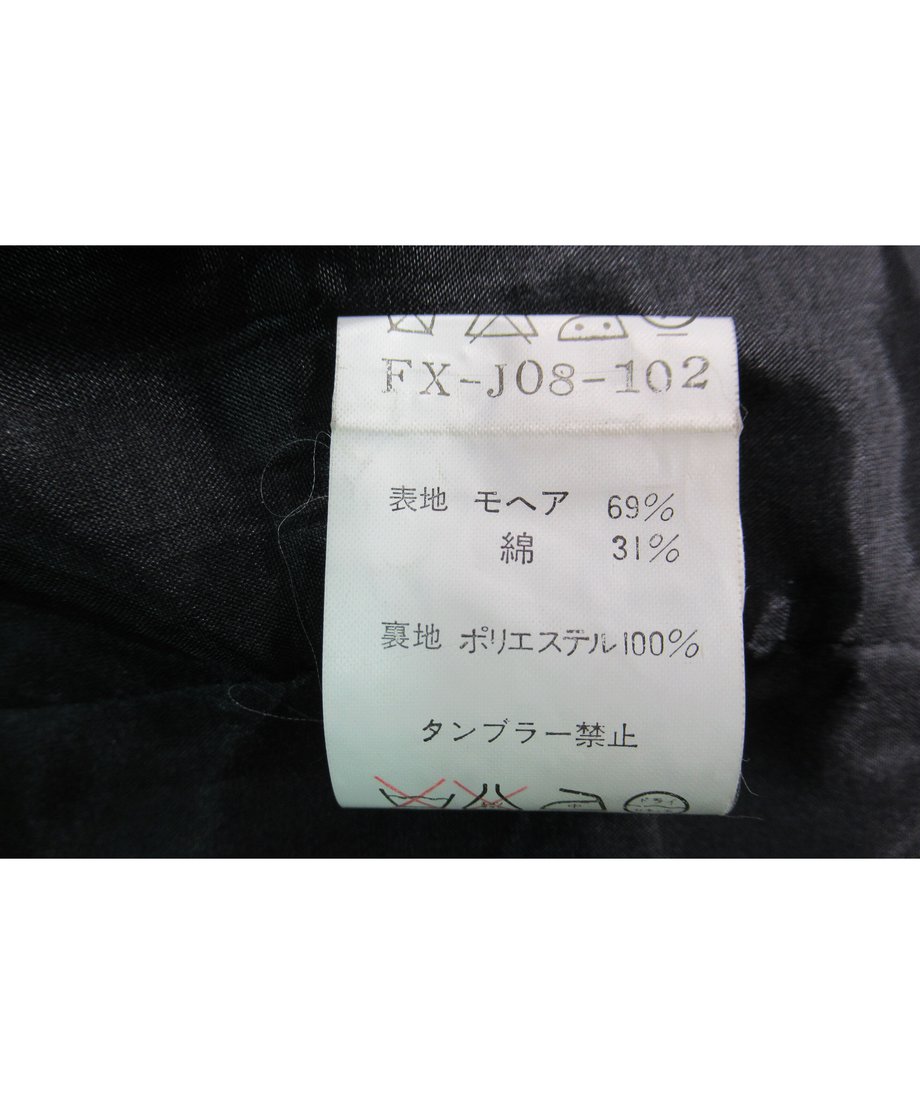 FX-J08-102
表地 モヘア 69%
綿 31%
裏地 ポリエステル100%
タンブラー禁止